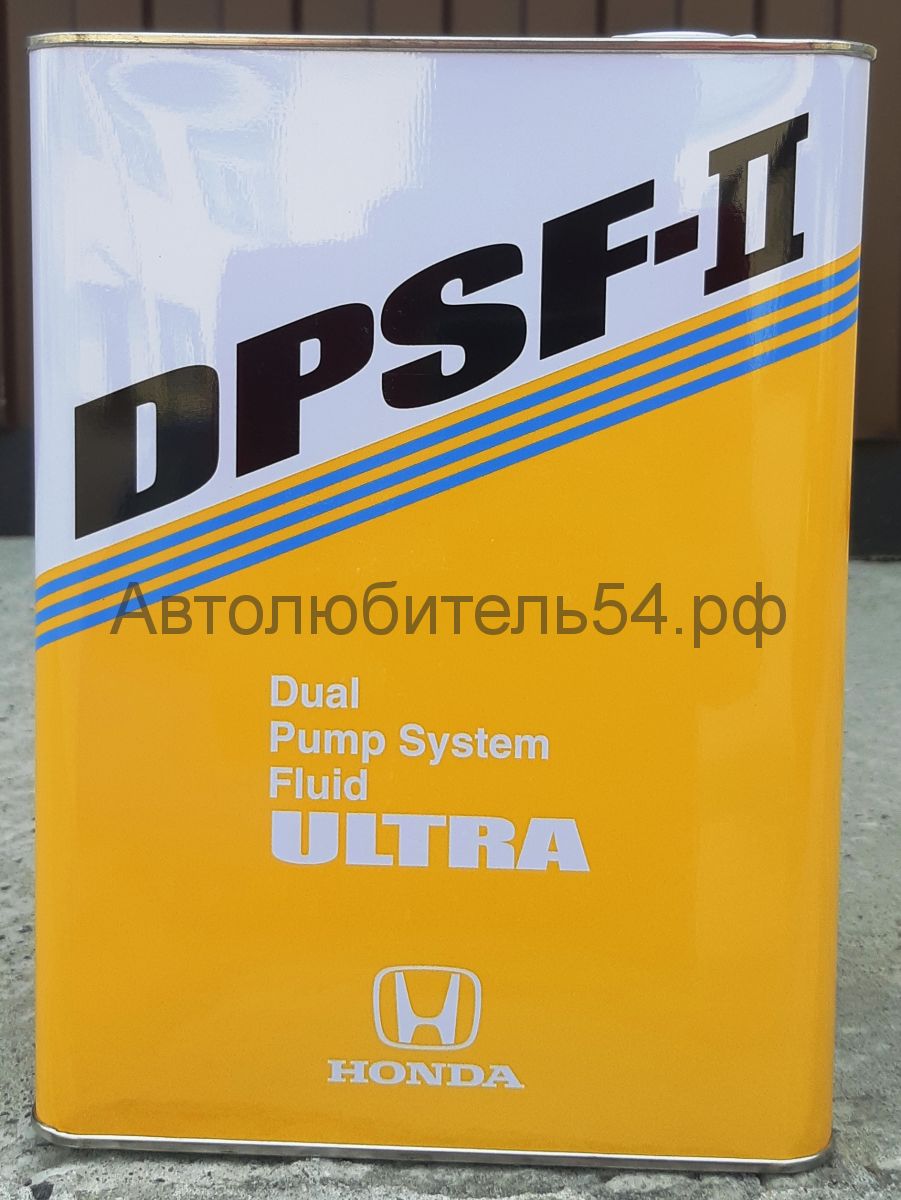 DPSF-II
Автолюбитель54.рф
Dual
Pump System
Fluid
ULTRA
HONDA